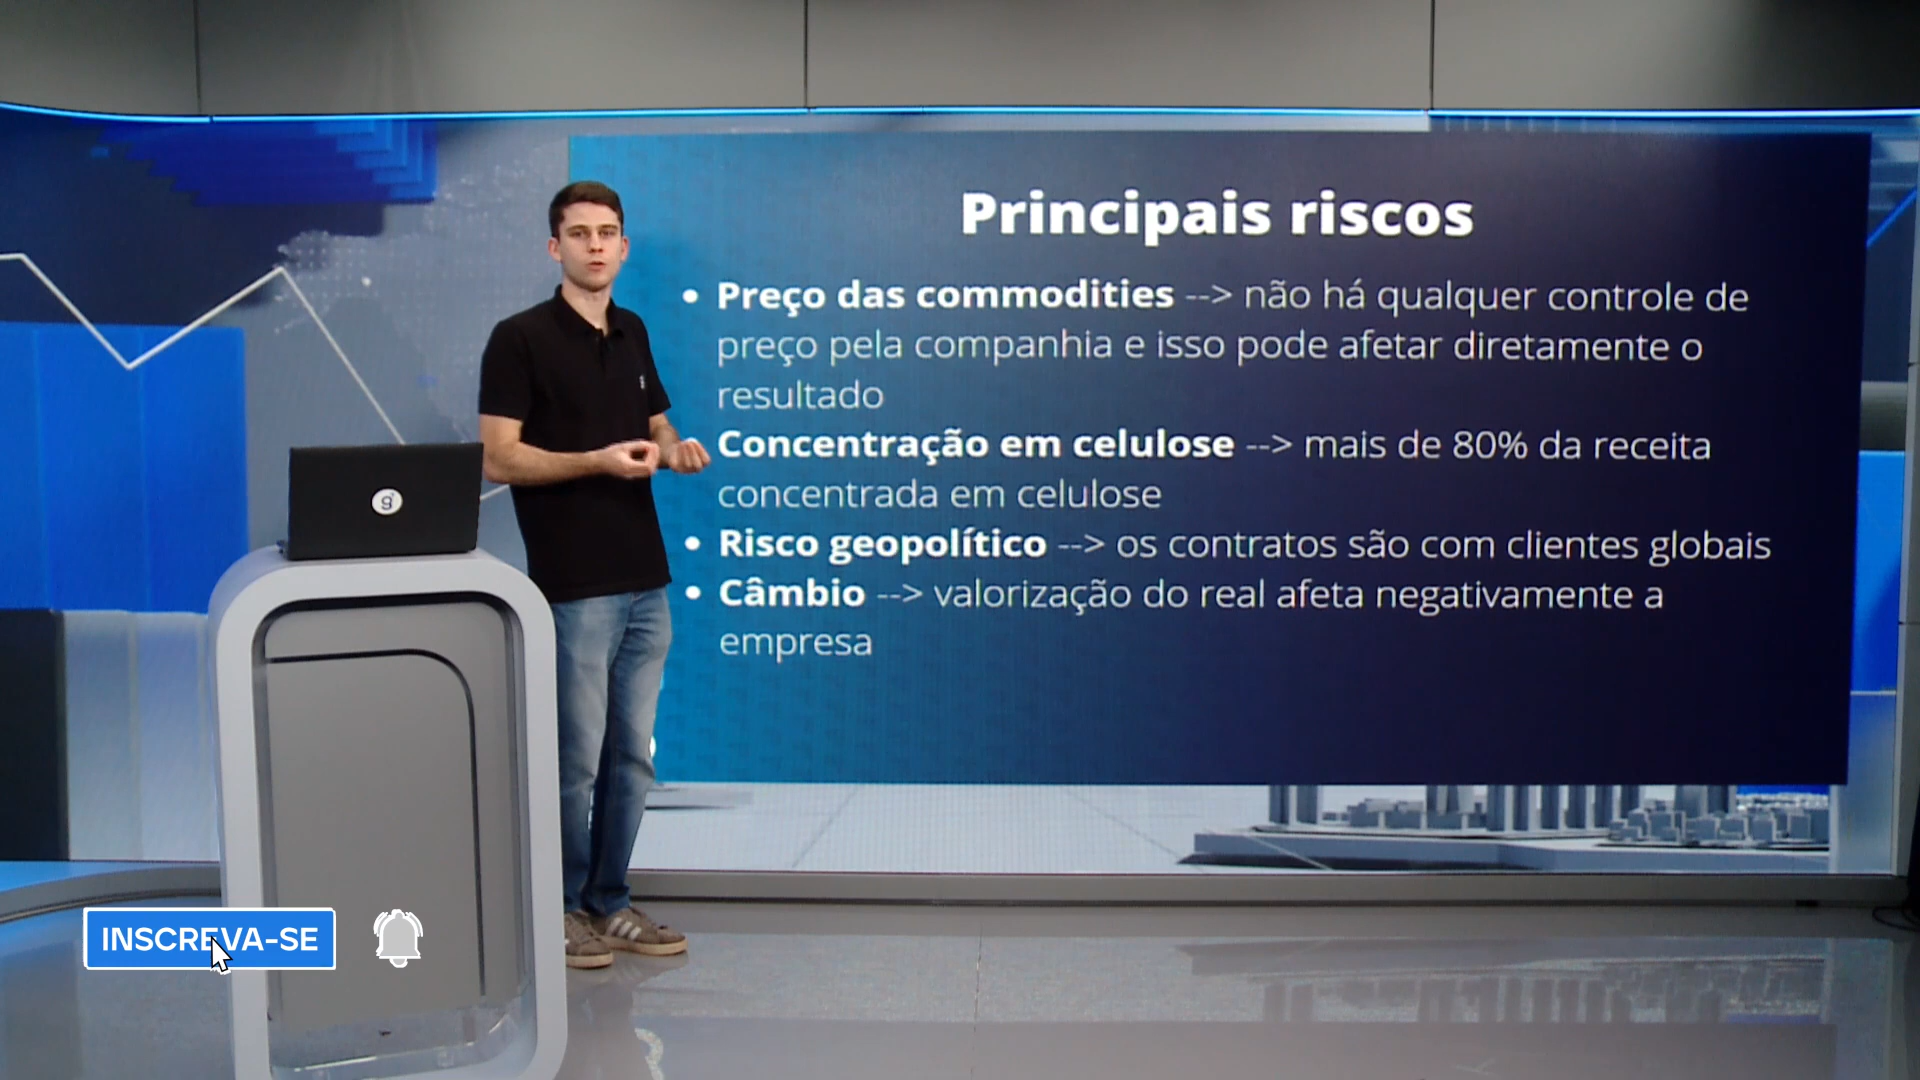 Principais riscos
• Preço das commodities --> não há qualquer controle de
preço pela companhia e isso pode afetar diretamente o
resultado
Concentração em celulose --> mais de 80% da receita
concentrada em celulose
• Risco geopolítico --> os contratos são com clientes globais
• Câmbio --> valorização do real afeta negativamente a
empresa
g
INSCREVA-SE